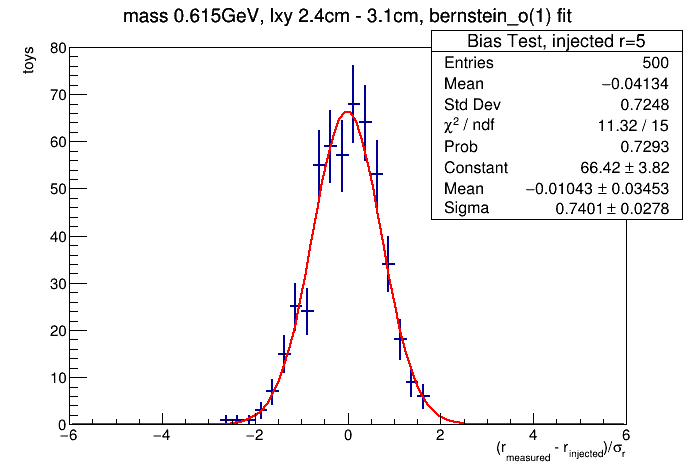 mass 0.615GeV, lxy 2.4cm - 3.1cm, bernstein_o(1) fit
Bias Test, injected r=5
Entries 500
Mean −0.04134
Std Dev 0.7248
χ² / ndf 11.32 / 15
Prob 0.7293
Constant 66.42 ± 3.82
Mean −0.01043 ± 0.03453
Sigma 0.7401 ± 0.0278
toys
80
70
60
50
40
30
20
10
0
−6 −4 −2 0 2 4 6
(r_measured - r_injected)/σ_r